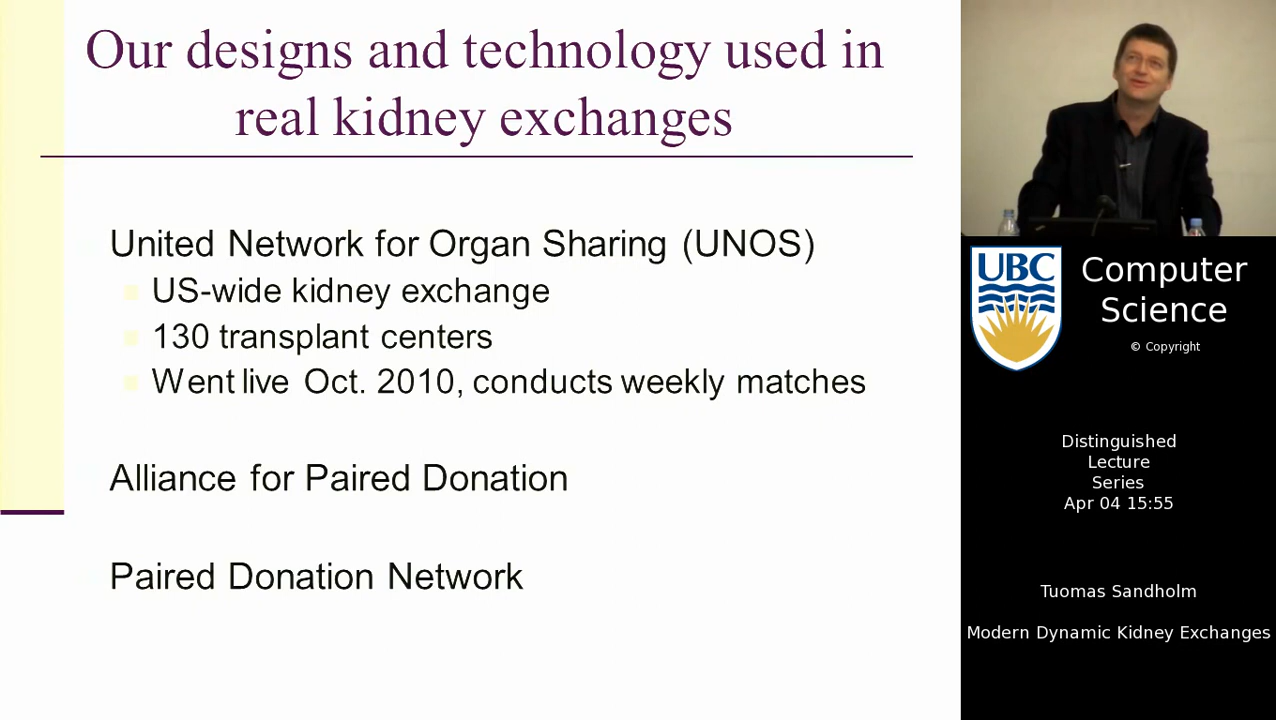 Our designs and technology used in
real kidney exchanges
United Network for Organ Sharing (UNOS)
US-wide kidney exchange
130 transplant centers
Went live Oct. 2010, conducts weekly matches
Alliance for Paired Donation
Paired Donation Network
UBC
Computer
Science
© Copyright
Distinguished
Lecture
Series
Apr 04 15:55
Tuomas Sandholm
Modern Dynamic Kidney Exchanges